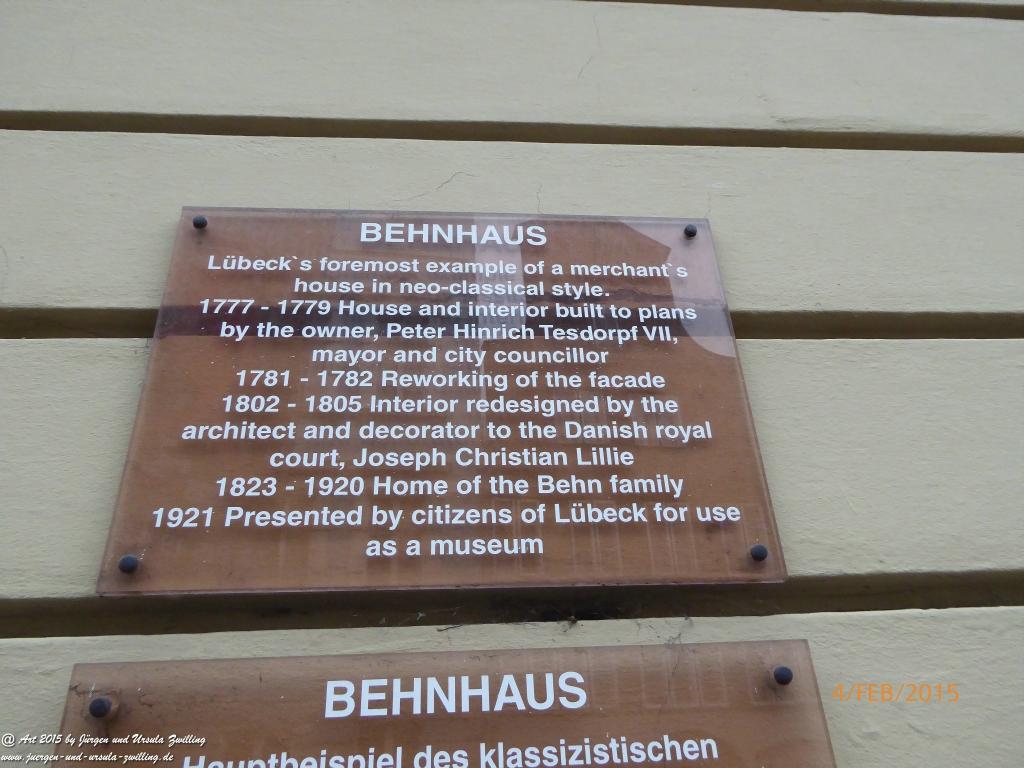 BEHNHAUS
Lübeck`s foremost example of a merchant`s
house in neo-classical style.
1777 - 1779 House and interior built to plans
by the owner, Peter Hinrich Tesdorpf VII,
mayor and city councillor
1781 - 1782 Reworking of the facade
1802 - 1805 Interior redesigned by the
architect and decorator to the Danish royal
court, Joseph Christian Lillie
1823 - 1920 Home of the Behn family
1921 Presented by citizens of Lübeck for use
as a museum
BEHNHAUS
Hauptbeispiel des klassizistischen
4/FEB/2015
@ Art 2015 by Jürgen und Ursula Zwilling
www.juergen-und-ursula-zwilling.de